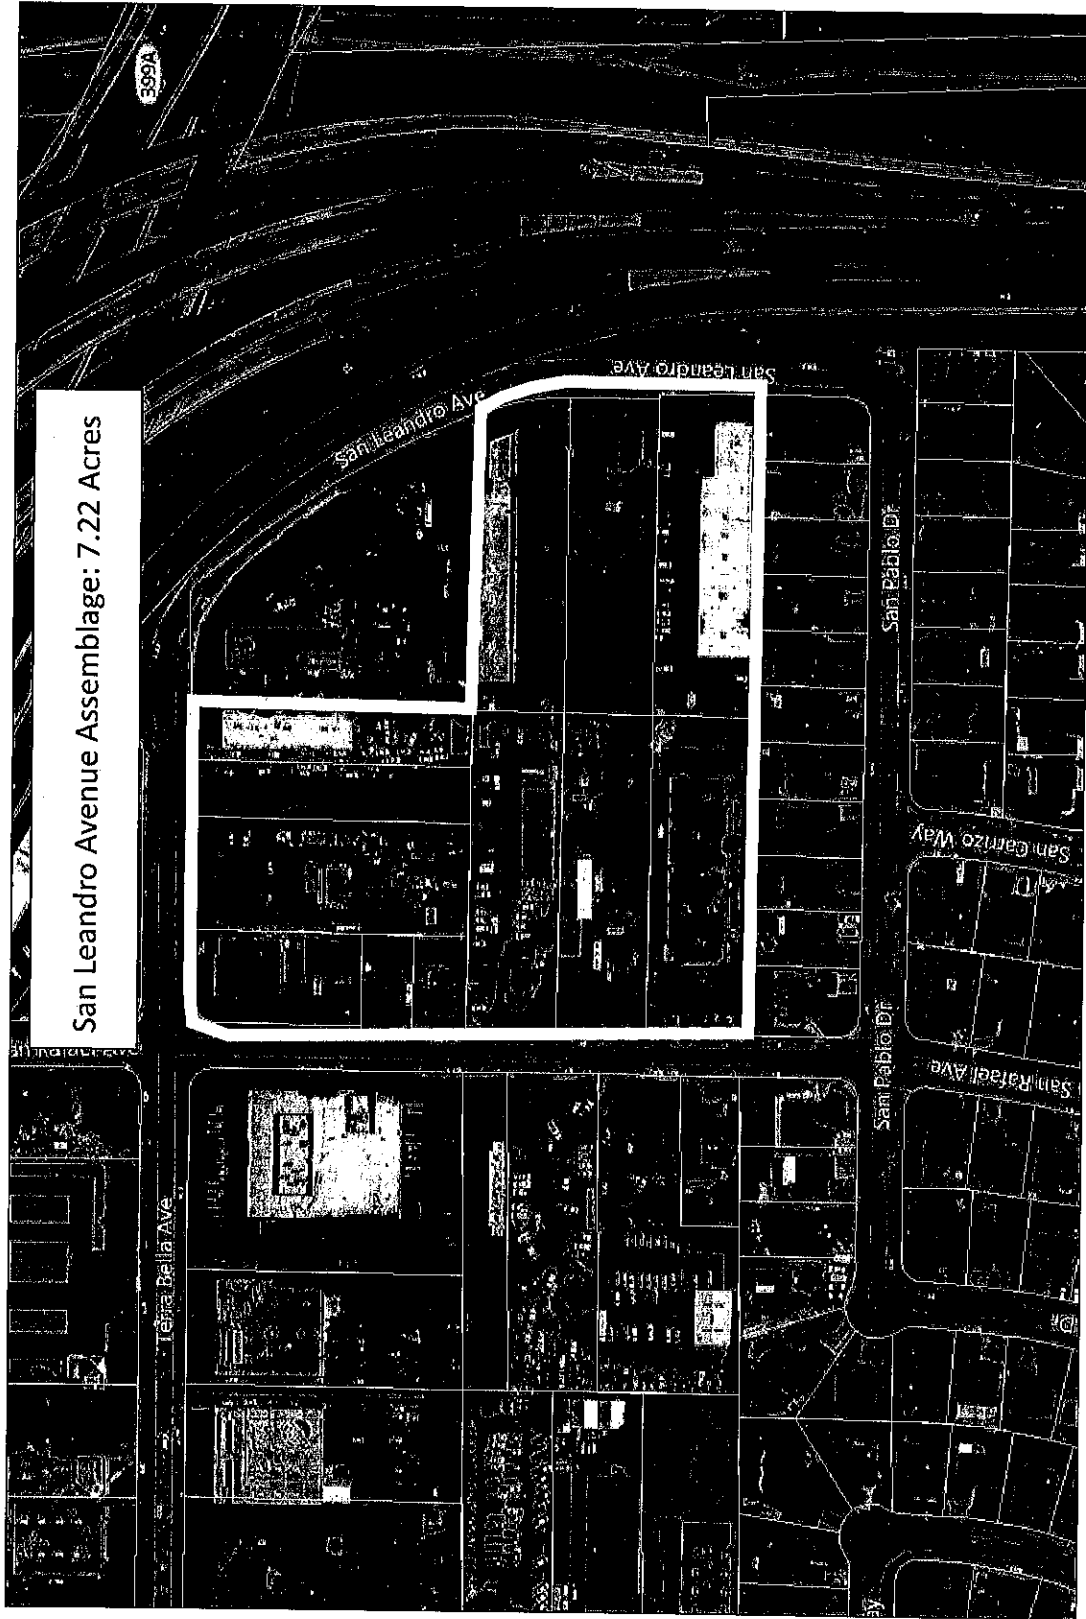 San Leandro Avenue Assemblage: 7.22 Acres
399A
San Leandro Ave
San Leandro Ave
Terra Bella Ave
San Pablo Dr
San Pablo Dr
San Carrizo Way
San Rafael Ave
Dr